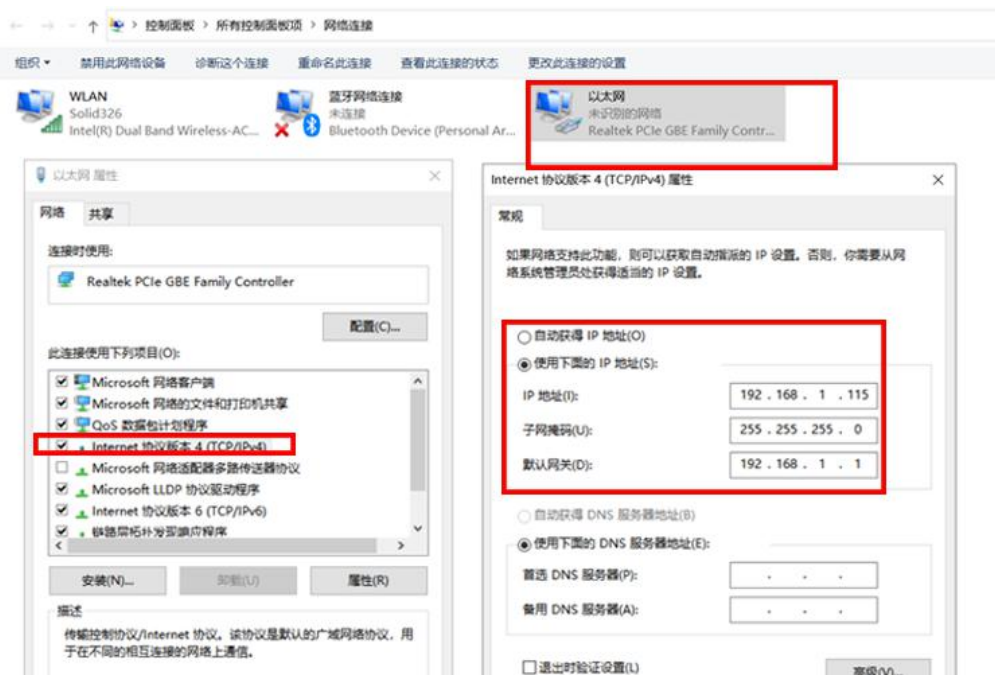 控制面板 > 所有控制面板项 > 网络连接
组织 禁用此网络设备 诊断这个连接 重命名此连接 查看此连接的状态 更改此连接的设置
WLAN
Solid326
Intel(R) Dual Band Wireless-AC...
蓝牙网络连接
未连接
Bluetooth Device (Personal Ar...
以太网
未识别的网络
Realtek PCIe GBE Family Contr...
以太网 属性
网络 共享
连接时使用:
Realtek PCIe GBE Family Controller
配置(C)...
此连接使用下列项目(O):
Microsoft 网络客户端
Microsoft 网络的文件和打印机共享
QoS 数据包计划程序
Internet 协议版本 4 (TCP/IPv4)
Microsoft 网络适配器多路传送器协议
Microsoft LLDP 协议驱动程序
Internet 协议版本 6 (TCP/IPv6)
链路层拓扑发现响应程序
安装(N)... 卸载(U) 属性(R)
描述
传输控制协议/Internet 协议。该协议是默认的广域网络协议，用
于在不同的相互连接的网络上通信。
Internet 协议版本 4 (TCP/IPv4) 属性
常规
如果网络支持此功能，则可以获取自动指派的 IP 设置。否则，你需要从网
络系统管理员处获得适当的 IP 设置。
自动获得 IP 地址(O)
使用下面的 IP 地址(S):
IP 地址(I): 192 . 168 . 1 . 115
子网掩码(U): 255 . 255 . 255 . 0
默认网关(D): 192 . 168 . 1 . 1
自动获得 DNS 服务器地址(B)
使用下面的 DNS 服务器地址(E):
首选 DNS 服务器(P): . . .
备用 DNS 服务器(A): . . .
退出时验证设置(L)
高级(V)...